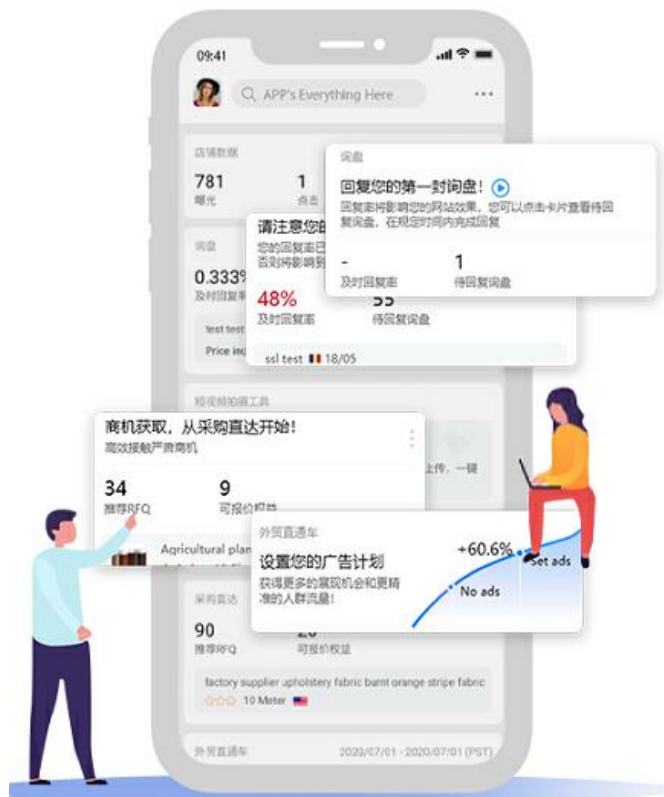 09:41
APP's Everything Here
店铺数据
781
1
曝光
点击
询盘
回复您的第一封询盘!
回复率将影响您的网站效果，您可以点击卡片查看待回
复询盘，在规定时间内完成回复
-
1
及时回复率
待回复询盘
请注意您的
您的回复率已
否则将影响到
48%
55
及时回复率
待回复询盘
ssl test 18/05
询盘
0.333%
及时回复率
test test
Price inq
短视频拍摄工具
上传，一键
商机获取，从采购直达开始!
高效接触严肃商机
34
9
推荐RFQ
可报价权益
Agricultural plan
外贸直通车
设置您的广告计划
获得更多的展现机会和更精
准的人群流量!
+60.6%
Set ads
No ads
采购直达
90
20
推荐RFQ
可报价权益
factory supplier upholstery fabric burnt orange stripe fabric
10 Meter
外贸直通车
2020/07/01 - 2020/07/01 (PST)